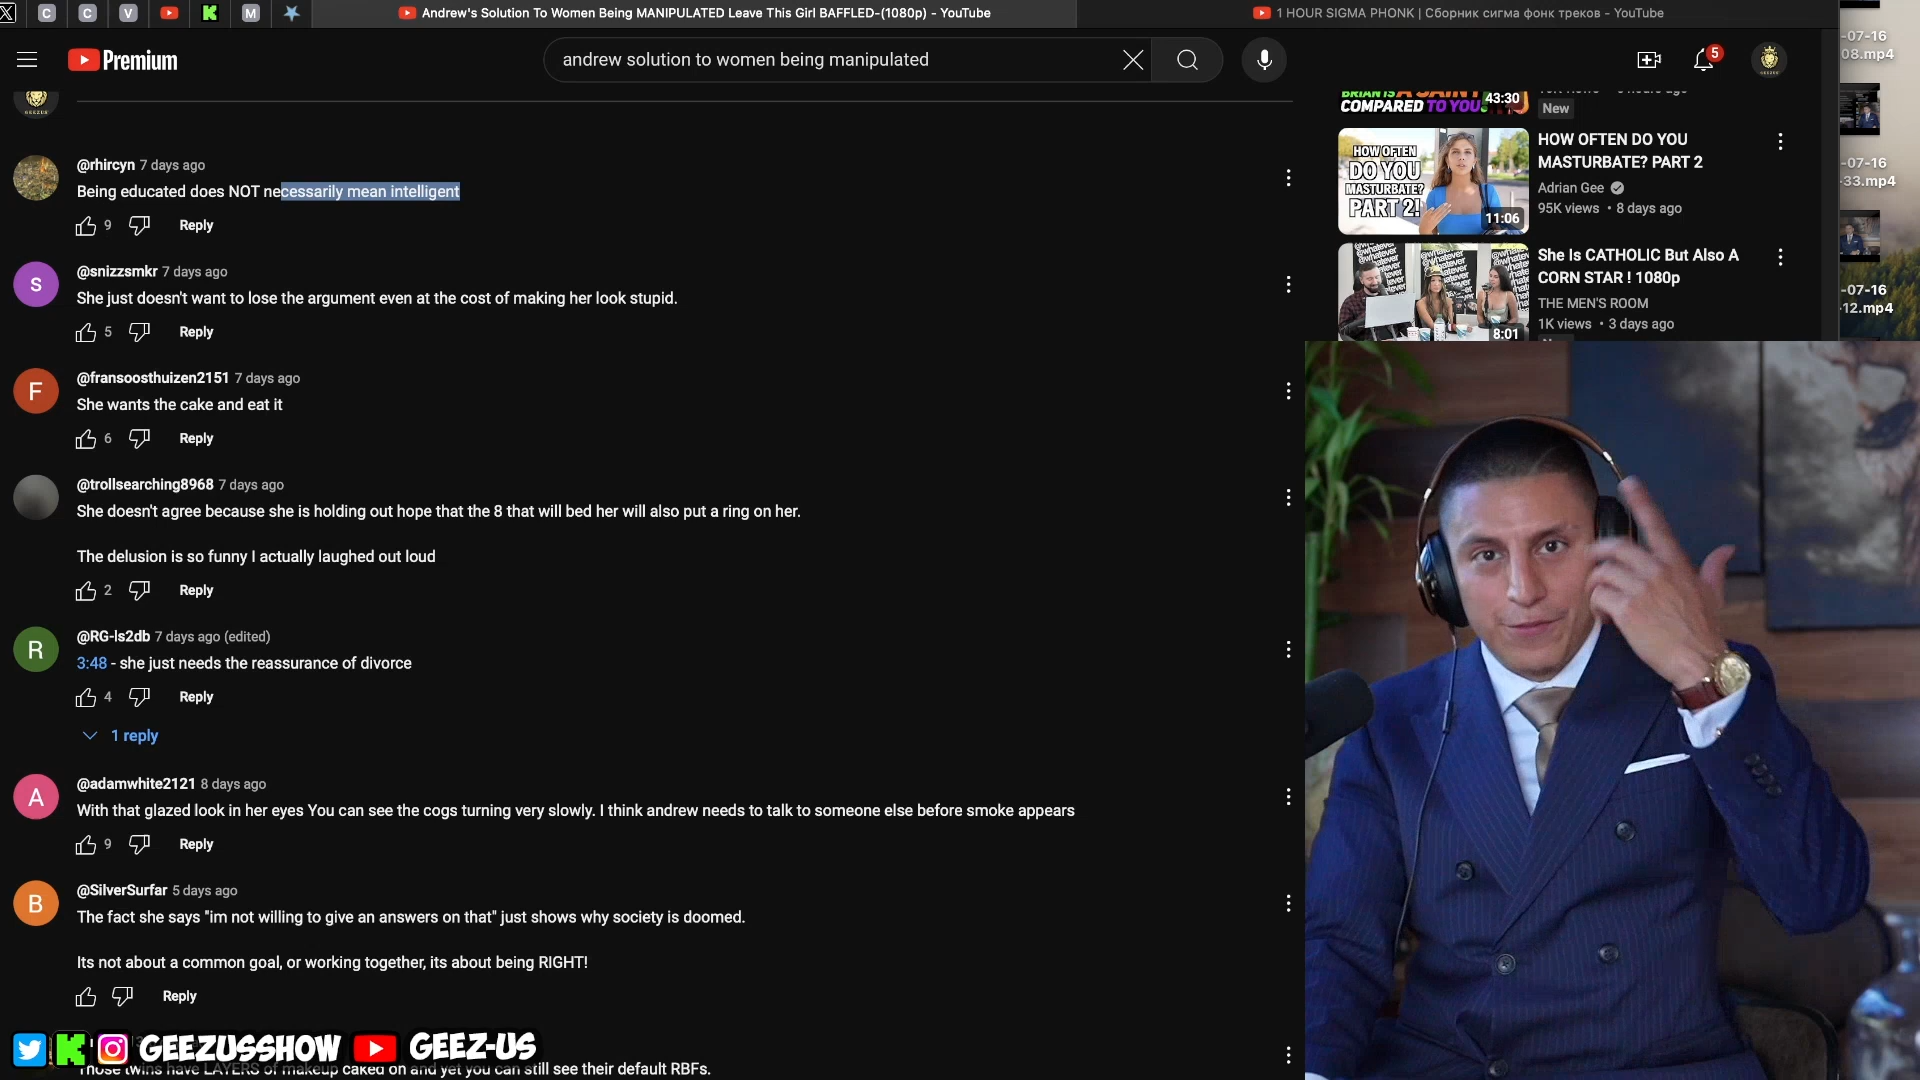 C
C
V
K
M
Andrew's Solution To Women Being MANIPULATED Leave This Girl BAFFLED-(1080p) - YouTube
1 HOUR SIGMA PHONK | Сборник сигма фонк треков - YouTube
-07-16
08.mp4
Premium
andrew solution to women being manipulated
5
GEEZUS
COMPARED TO YOU!
43:30
New
@rhircyn 7 days ago
Being educated does NOT necessarily mean intelligent
9
Reply
HOW OFTEN
DO YOU
MASTURBATE?
PART 2!
11:06
HOW OFTEN DO YOU
MASTURBATE? PART 2
Adrian Gee
95K views • 8 days ago
-07-16
-33.mp4
@snizzsmkr 7 days ago
S
She just doesn't want to lose the argument even at the cost of making her look stupid.
5
Reply
@whatever
8:01
She Is CATHOLIC But Also A
CORN STAR ! 1080p
THE MEN'S ROOM
1K views • 3 days ago
-07-16
12.mp4
@fransoosthuizen2151 7 days ago
F
She wants the cake and eat it
6
Reply
@trollsearching8968 7 days ago
She doesn't agree because she is holding out hope that the 8 that will bed her will also put a ring on her.
The delusion is so funny I actually laughed out loud
2
Reply
@RG-ls2db 7 days ago (edited)
R
3:48 - she just needs the reassurance of divorce
4
Reply
1 reply
@adamwhite2121 8 days ago
A
With that glazed look in her eyes You can see the cogs turning very slowly. I think andrew needs to talk to someone else before smoke appears
9
Reply
@SilverSurfar 5 days ago
B
The fact she says "im not willing to give an answers on that" just shows why society is doomed.
Its not about a common goal, or working together, its about being RIGHT!
Reply
K GEEZUSSHOW GEEZ-US
Those twins have LAYERS of makeup caked on and yet you can still see their default RBFs.